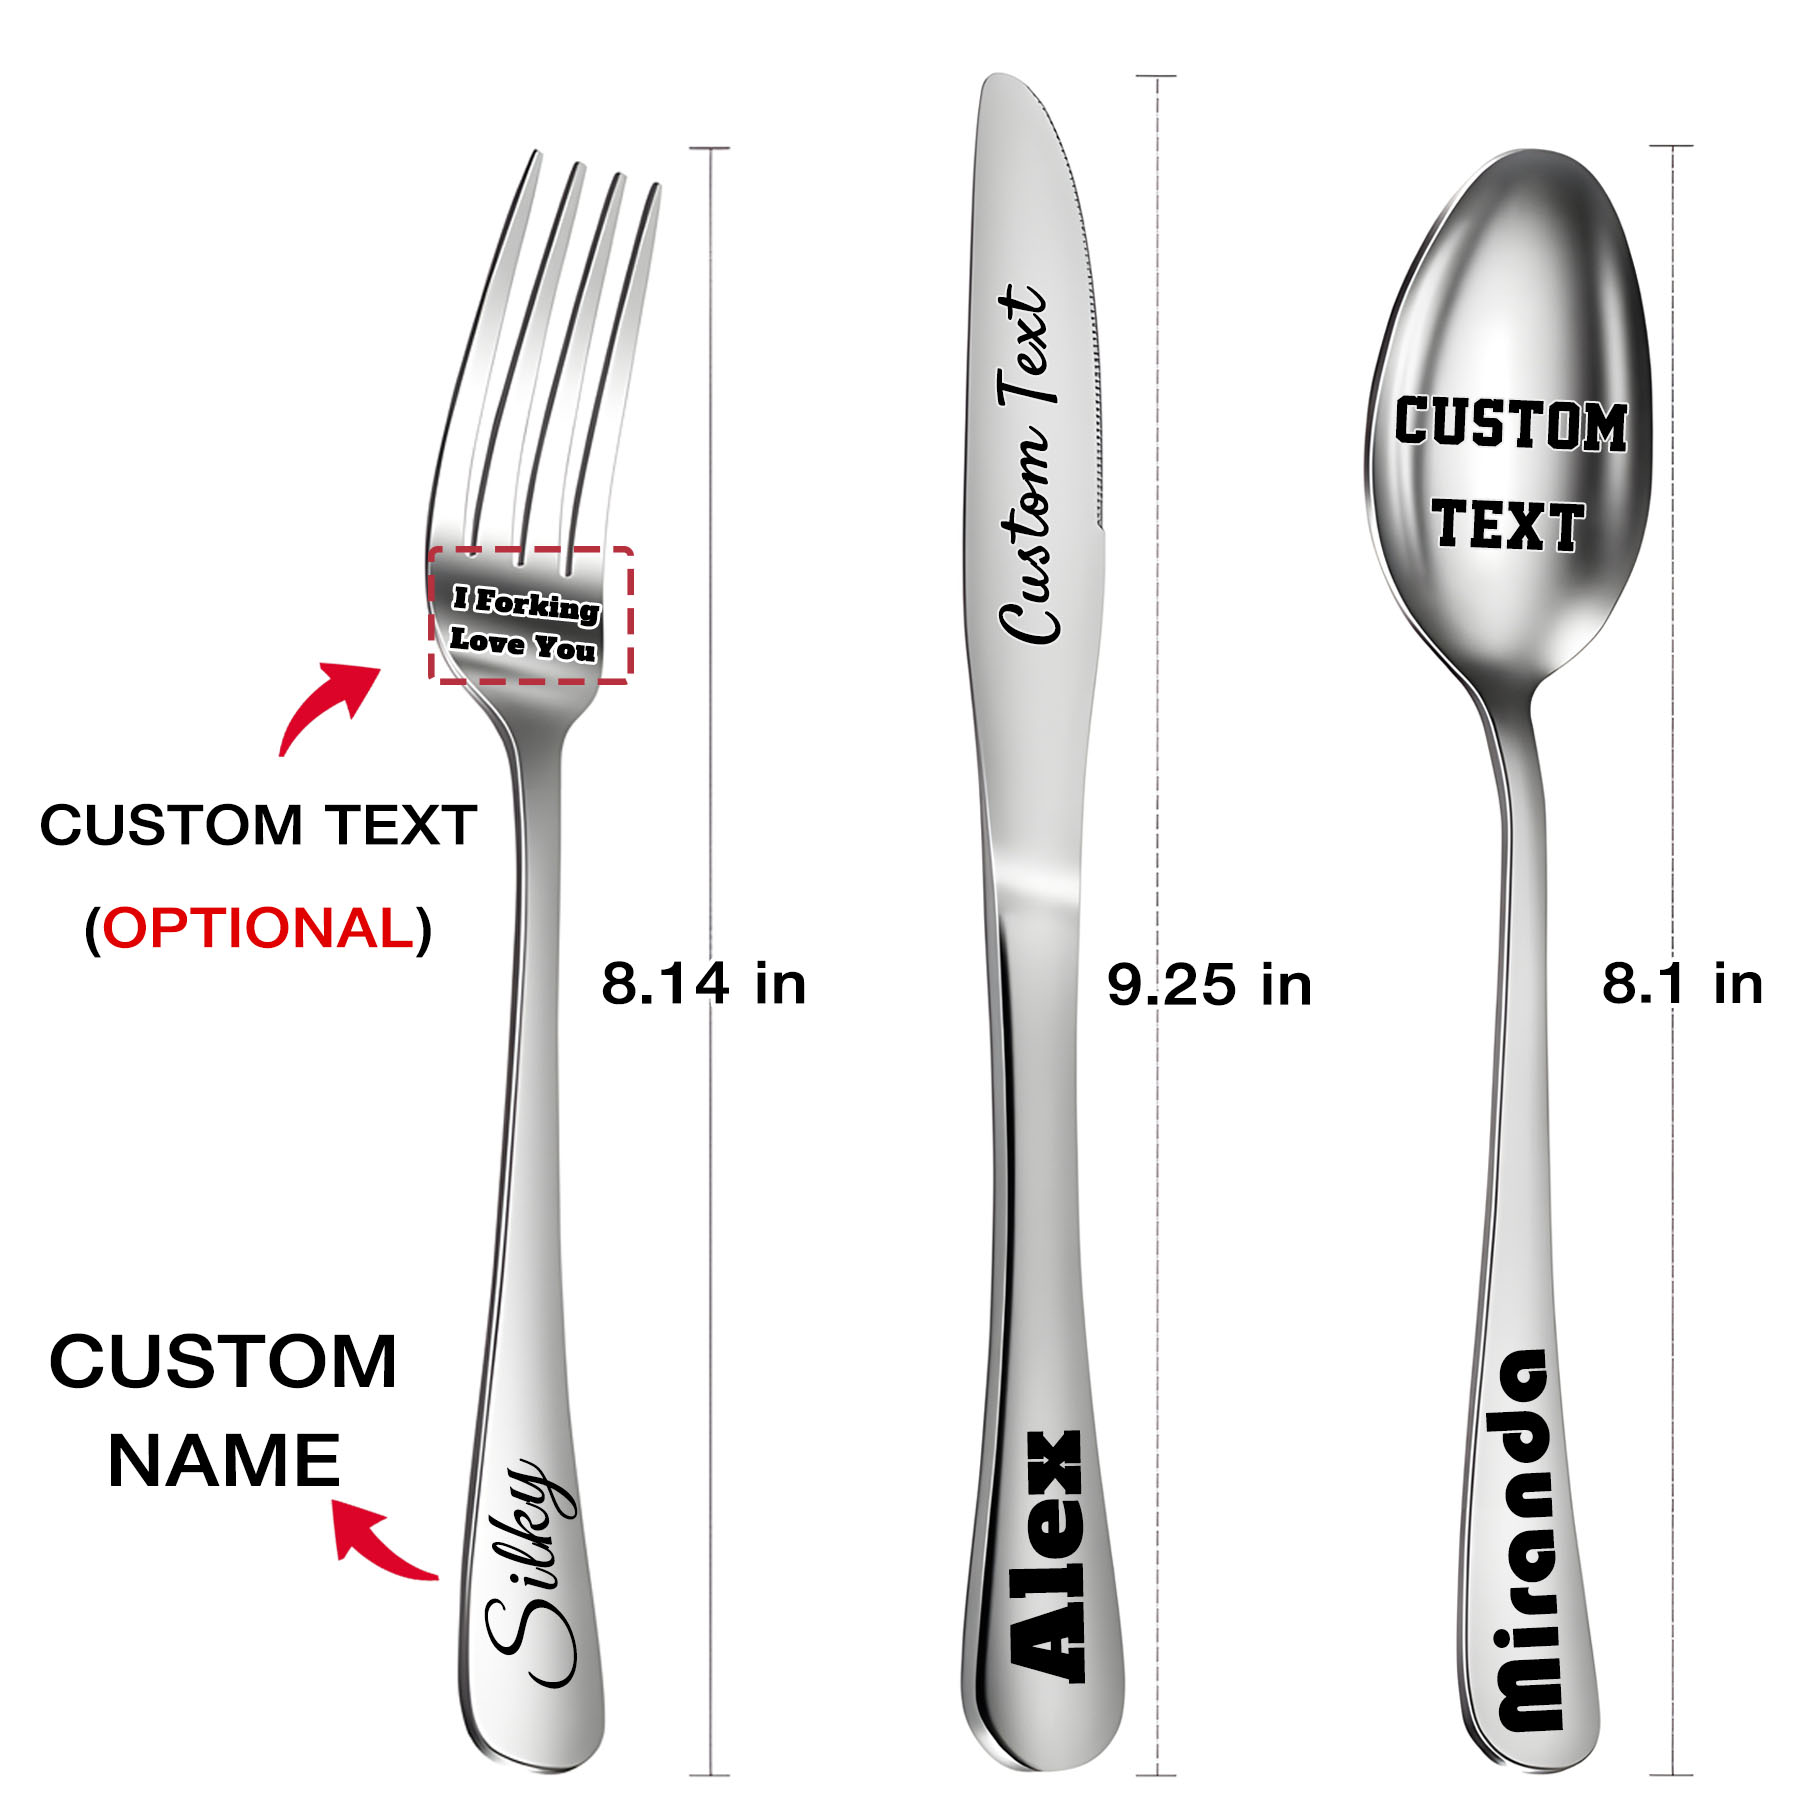 I Forking
Love You
CUSTOM TEXT
(OPTIONAL)
8.14 in
CUSTOM
NAME
Silky
Custom Text
9.25 in
Alex
CUSTOM
TEXT
8.1 in
Miranda